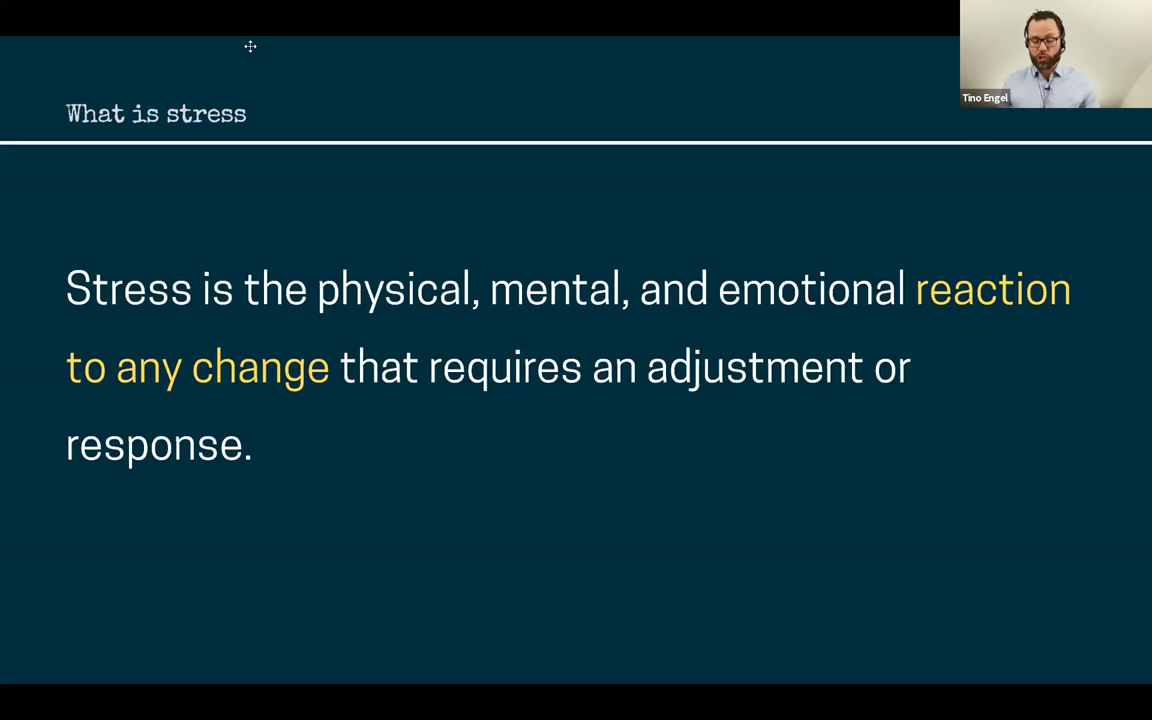 What is stress
Tino Engel
Stress is the physical, mental, and emotional reaction
to any change that requires an adjustment or
response.